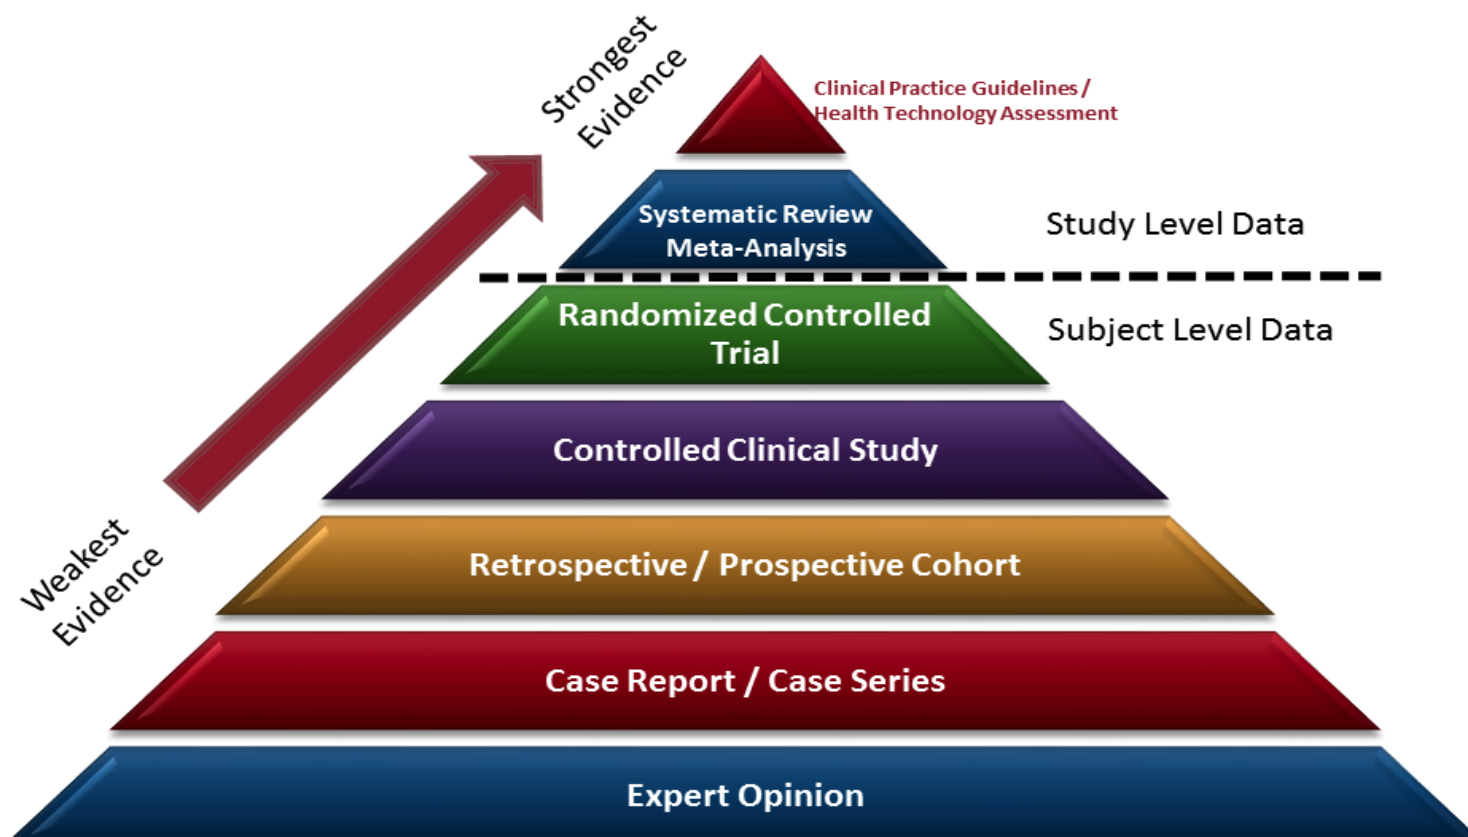 Strongest
Evidence
Clinical Practice Guidelines /
Health Technology Assessment
Systematic Review
Meta-Analysis
Study Level Data
Randomized Controlled
Trial
Subject Level Data
Controlled Clinical Study
Weakest
Evidence
Retrospective / Prospective Cohort
Case Report / Case Series
Expert Opinion